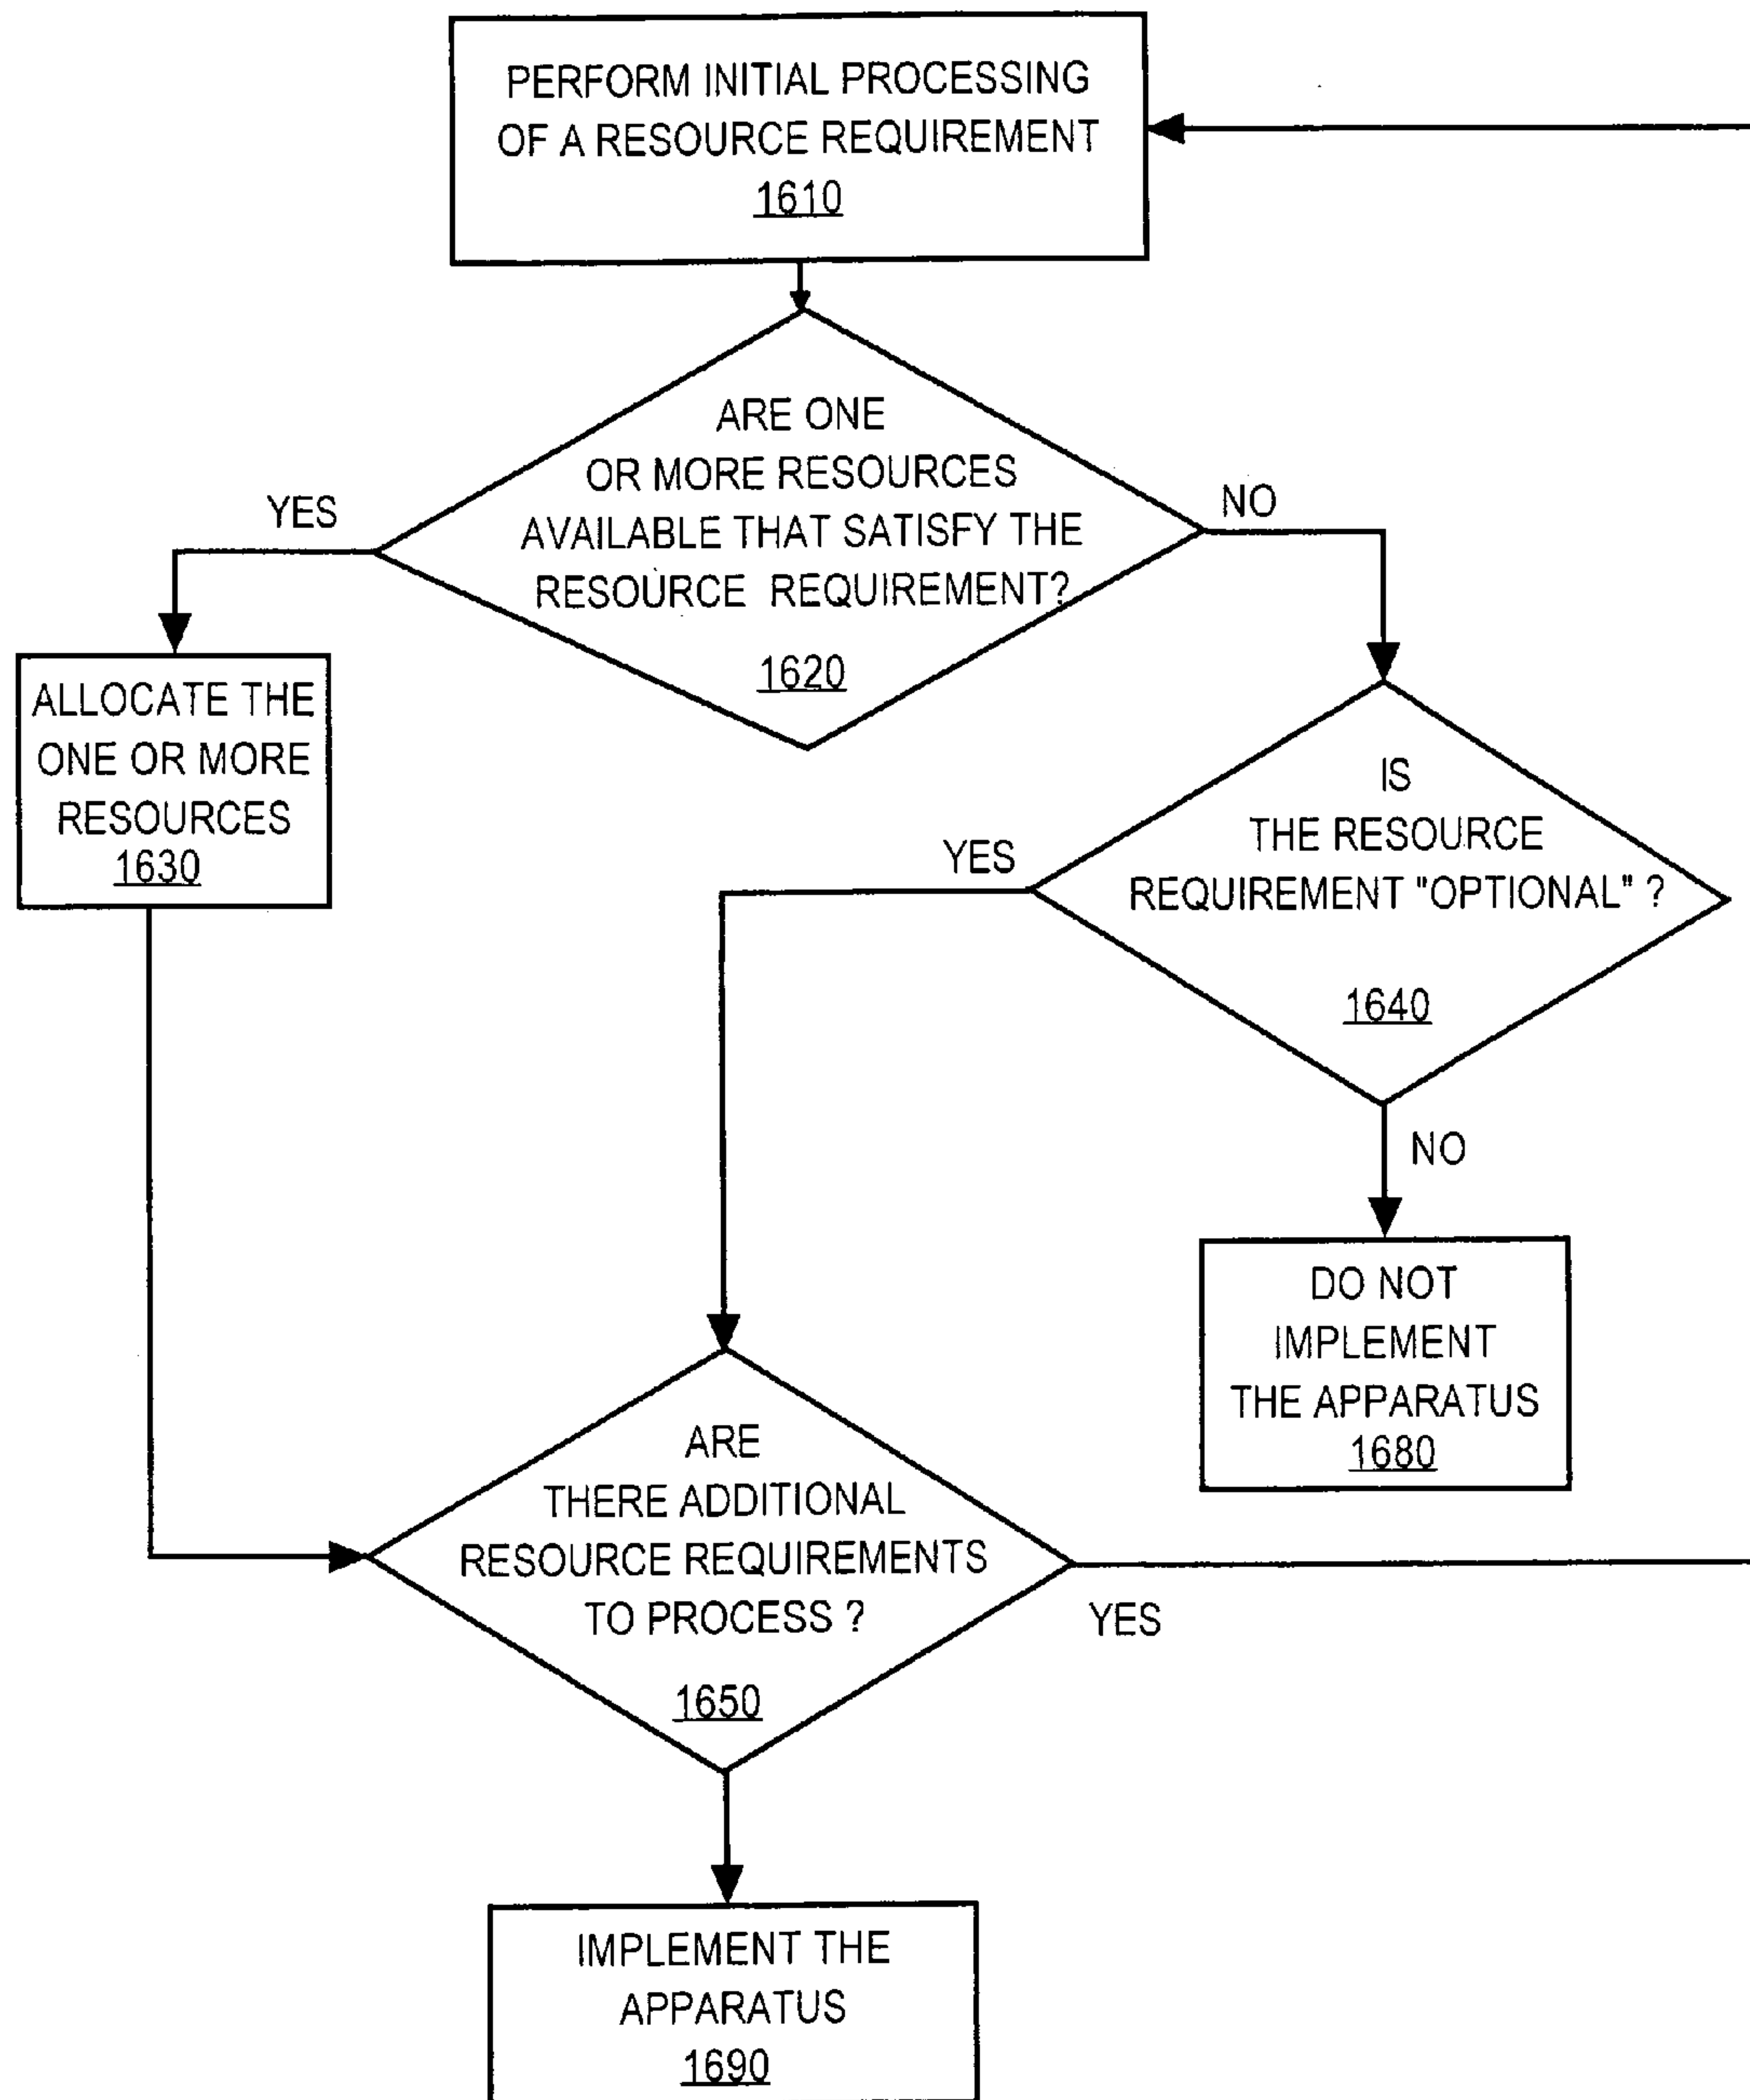 PERFORM INITIAL PROCESSING
OF A RESOURCE REQUIREMENT
1610
ARE ONE
OR MORE RESOURCES
AVAILABLE THAT SATISFY THE
RESOURCE REQUIREMENT?
1620
YES
NO
ALLOCATE THE
ONE OR MORE
RESOURCES
1630
IS
THE RESOURCE
REQUIREMENT "OPTIONAL" ?
1640
YES
NO
DO NOT
IMPLEMENT
THE APPARATUS
1680
ARE
THERE ADDITIONAL
RESOURCE REQUIREMENTS
TO PROCESS ?
1650
YES
IMPLEMENT THE
APPARATUS
1690